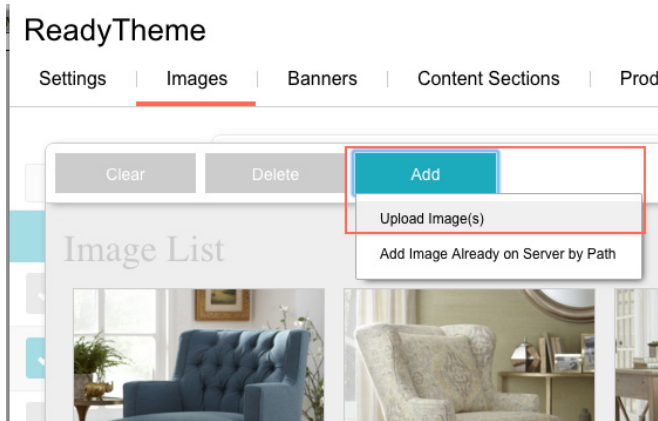 ReadyTheme
Settings Images Banners Content Sections Prod
Clear Delete Add
Upload Image(s)
Image List
Add Image Already on Server by Path